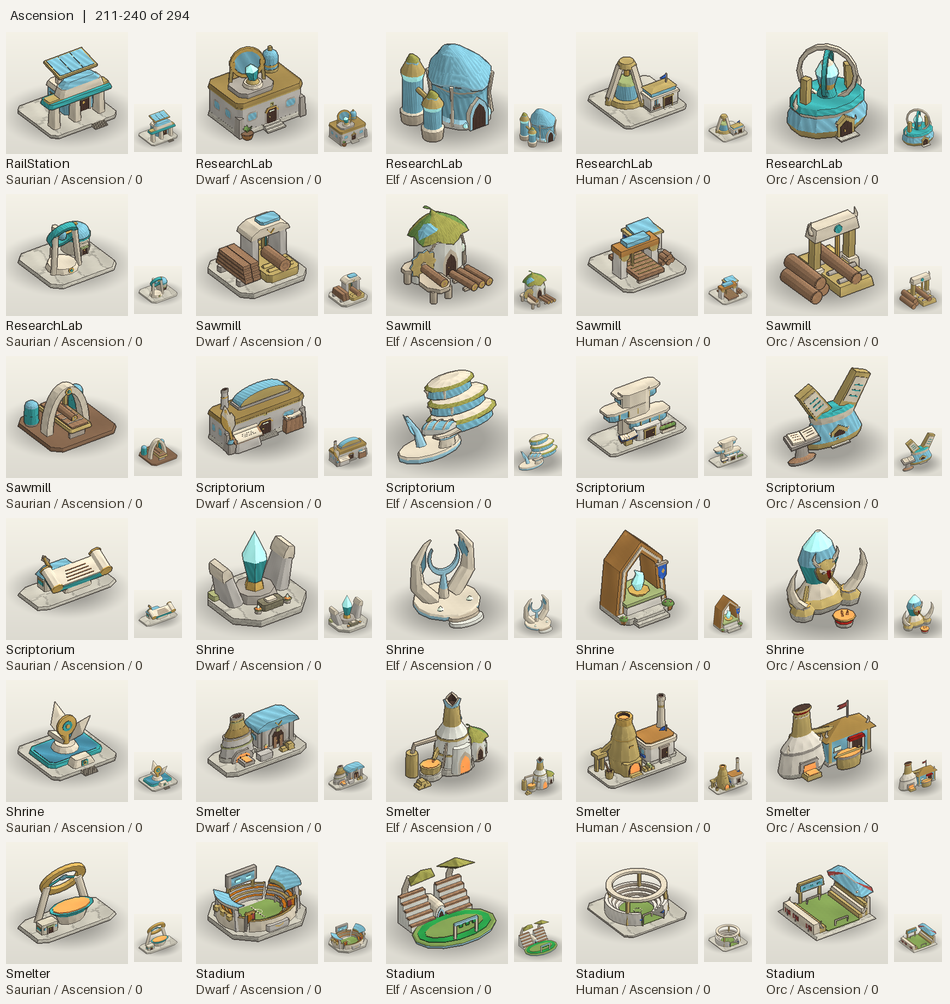 Ascension | 211-240 of 294
RailStation
Saurian / Ascension / 0
ResearchLab
Dwarf / Ascension / 0
ResearchLab
Elf / Ascension / 0
ResearchLab
Human / Ascension / 0
ResearchLab
Orc / Ascension / 0
ResearchLab
Saurian / Ascension / 0
Sawmill
Dwarf / Ascension / 0
Sawmill
Elf / Ascension / 0
Sawmill
Human / Ascension / 0
Sawmill
Orc / Ascension / 0
Sawmill
Saurian / Ascension / 0
Scriptorium
Dwarf / Ascension / 0
Scriptorium
Elf / Ascension / 0
Scriptorium
Human / Ascension / 0
Scriptorium
Orc / Ascension / 0
Scriptorium
Saurian / Ascension / 0
Shrine
Dwarf / Ascension / 0
Shrine
Elf / Ascension / 0
Shrine
Human / Ascension / 0
Shrine
Orc / Ascension / 0
Shrine
Saurian / Ascension / 0
Smelter
Dwarf / Ascension / 0
Smelter
Elf / Ascension / 0
Smelter
Human / Ascension / 0
Smelter
Orc / Ascension / 0
Smelter
Saurian / Ascension / 0
Stadium
Dwarf / Ascension / 0
Stadium
Elf / Ascension / 0
Stadium
Human / Ascension / 0
Stadium
Orc / Ascension / 0